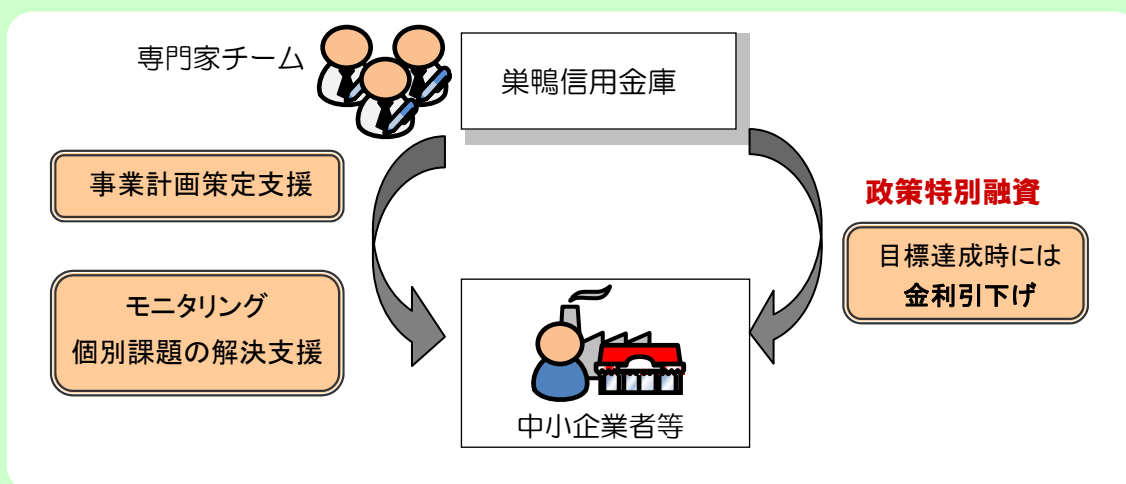 専門家チーム
巣鴨信用金庫
事業計画策定支援
モニタリング
個別課題の解決支援
政策特別融資
目標達成時には
金利引下げ
中小企業者等